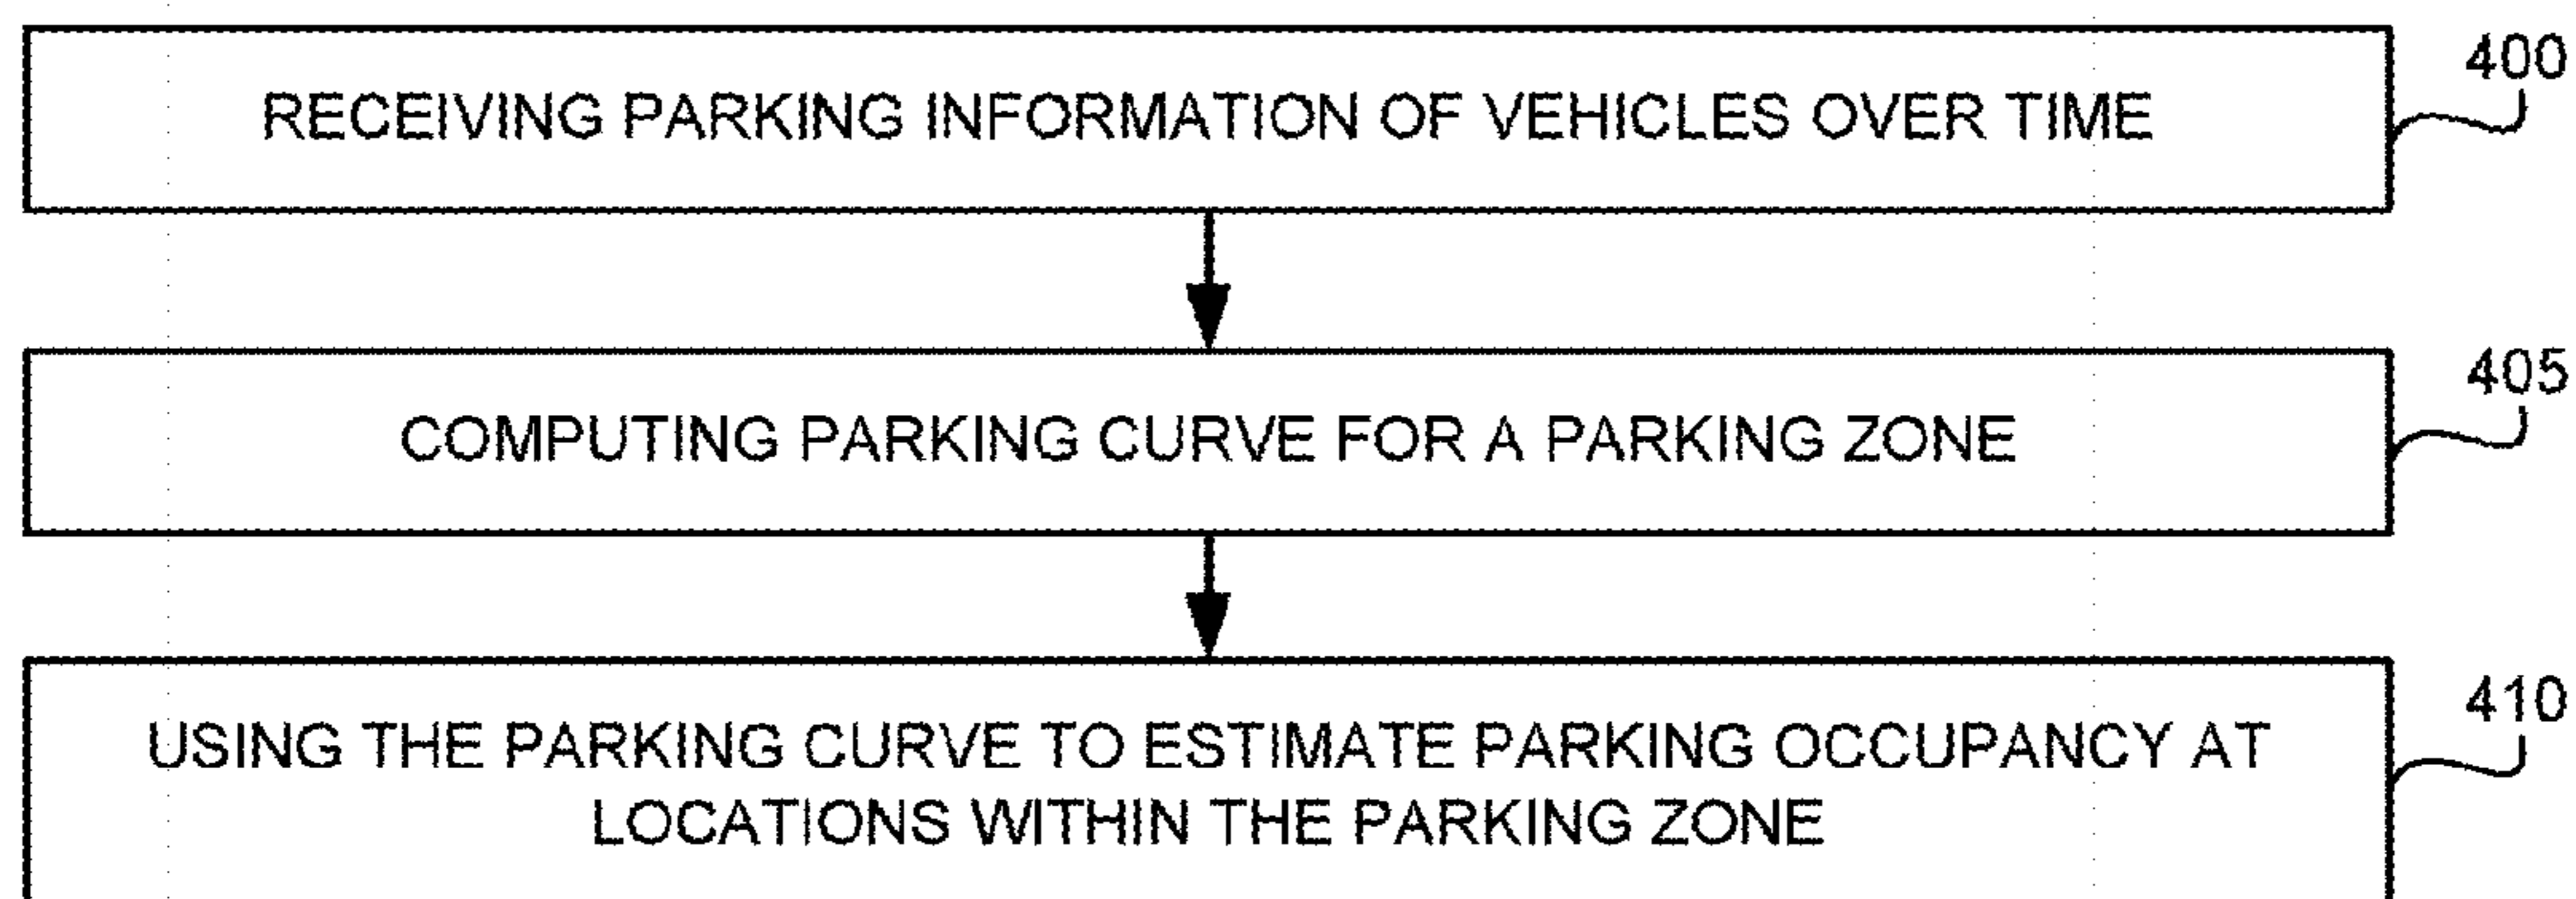 RECEIVING PARKING INFORMATION OF VEHICLES OVER TIME
400
COMPUTING PARKING CURVE FOR A PARKING ZONE
405
USING THE PARKING CURVE TO ESTIMATE PARKING OCCUPANCY AT
LOCATIONS WITHIN THE PARKING ZONE
410